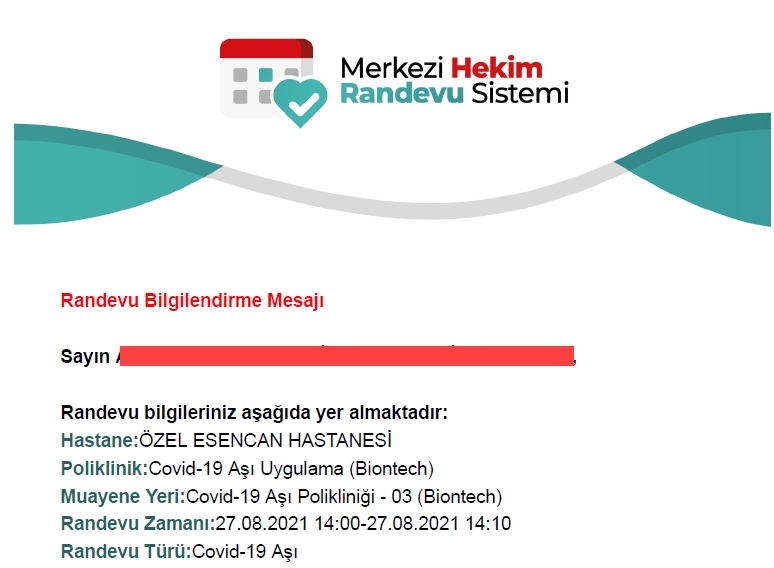 Merkezi Hekim
Randevu Sistemi
Randevu Bilgilendirme Mesajı
Sayın
Randevu bilgileriniz aşağıda yer almaktadır:
Hastane:ÖZEL ESENCAN HASTANESİ
Poliklinik:Covid-19 Aşı Uygulama (Biontech)
Muayene Yeri:Covid-19 Aşı Polikliniği - 03 (Biontech)
Randevu Zamanı:27.08.2021 14:00-27.08.2021 14:10
Randevu Türü:Covid-19 Aşı